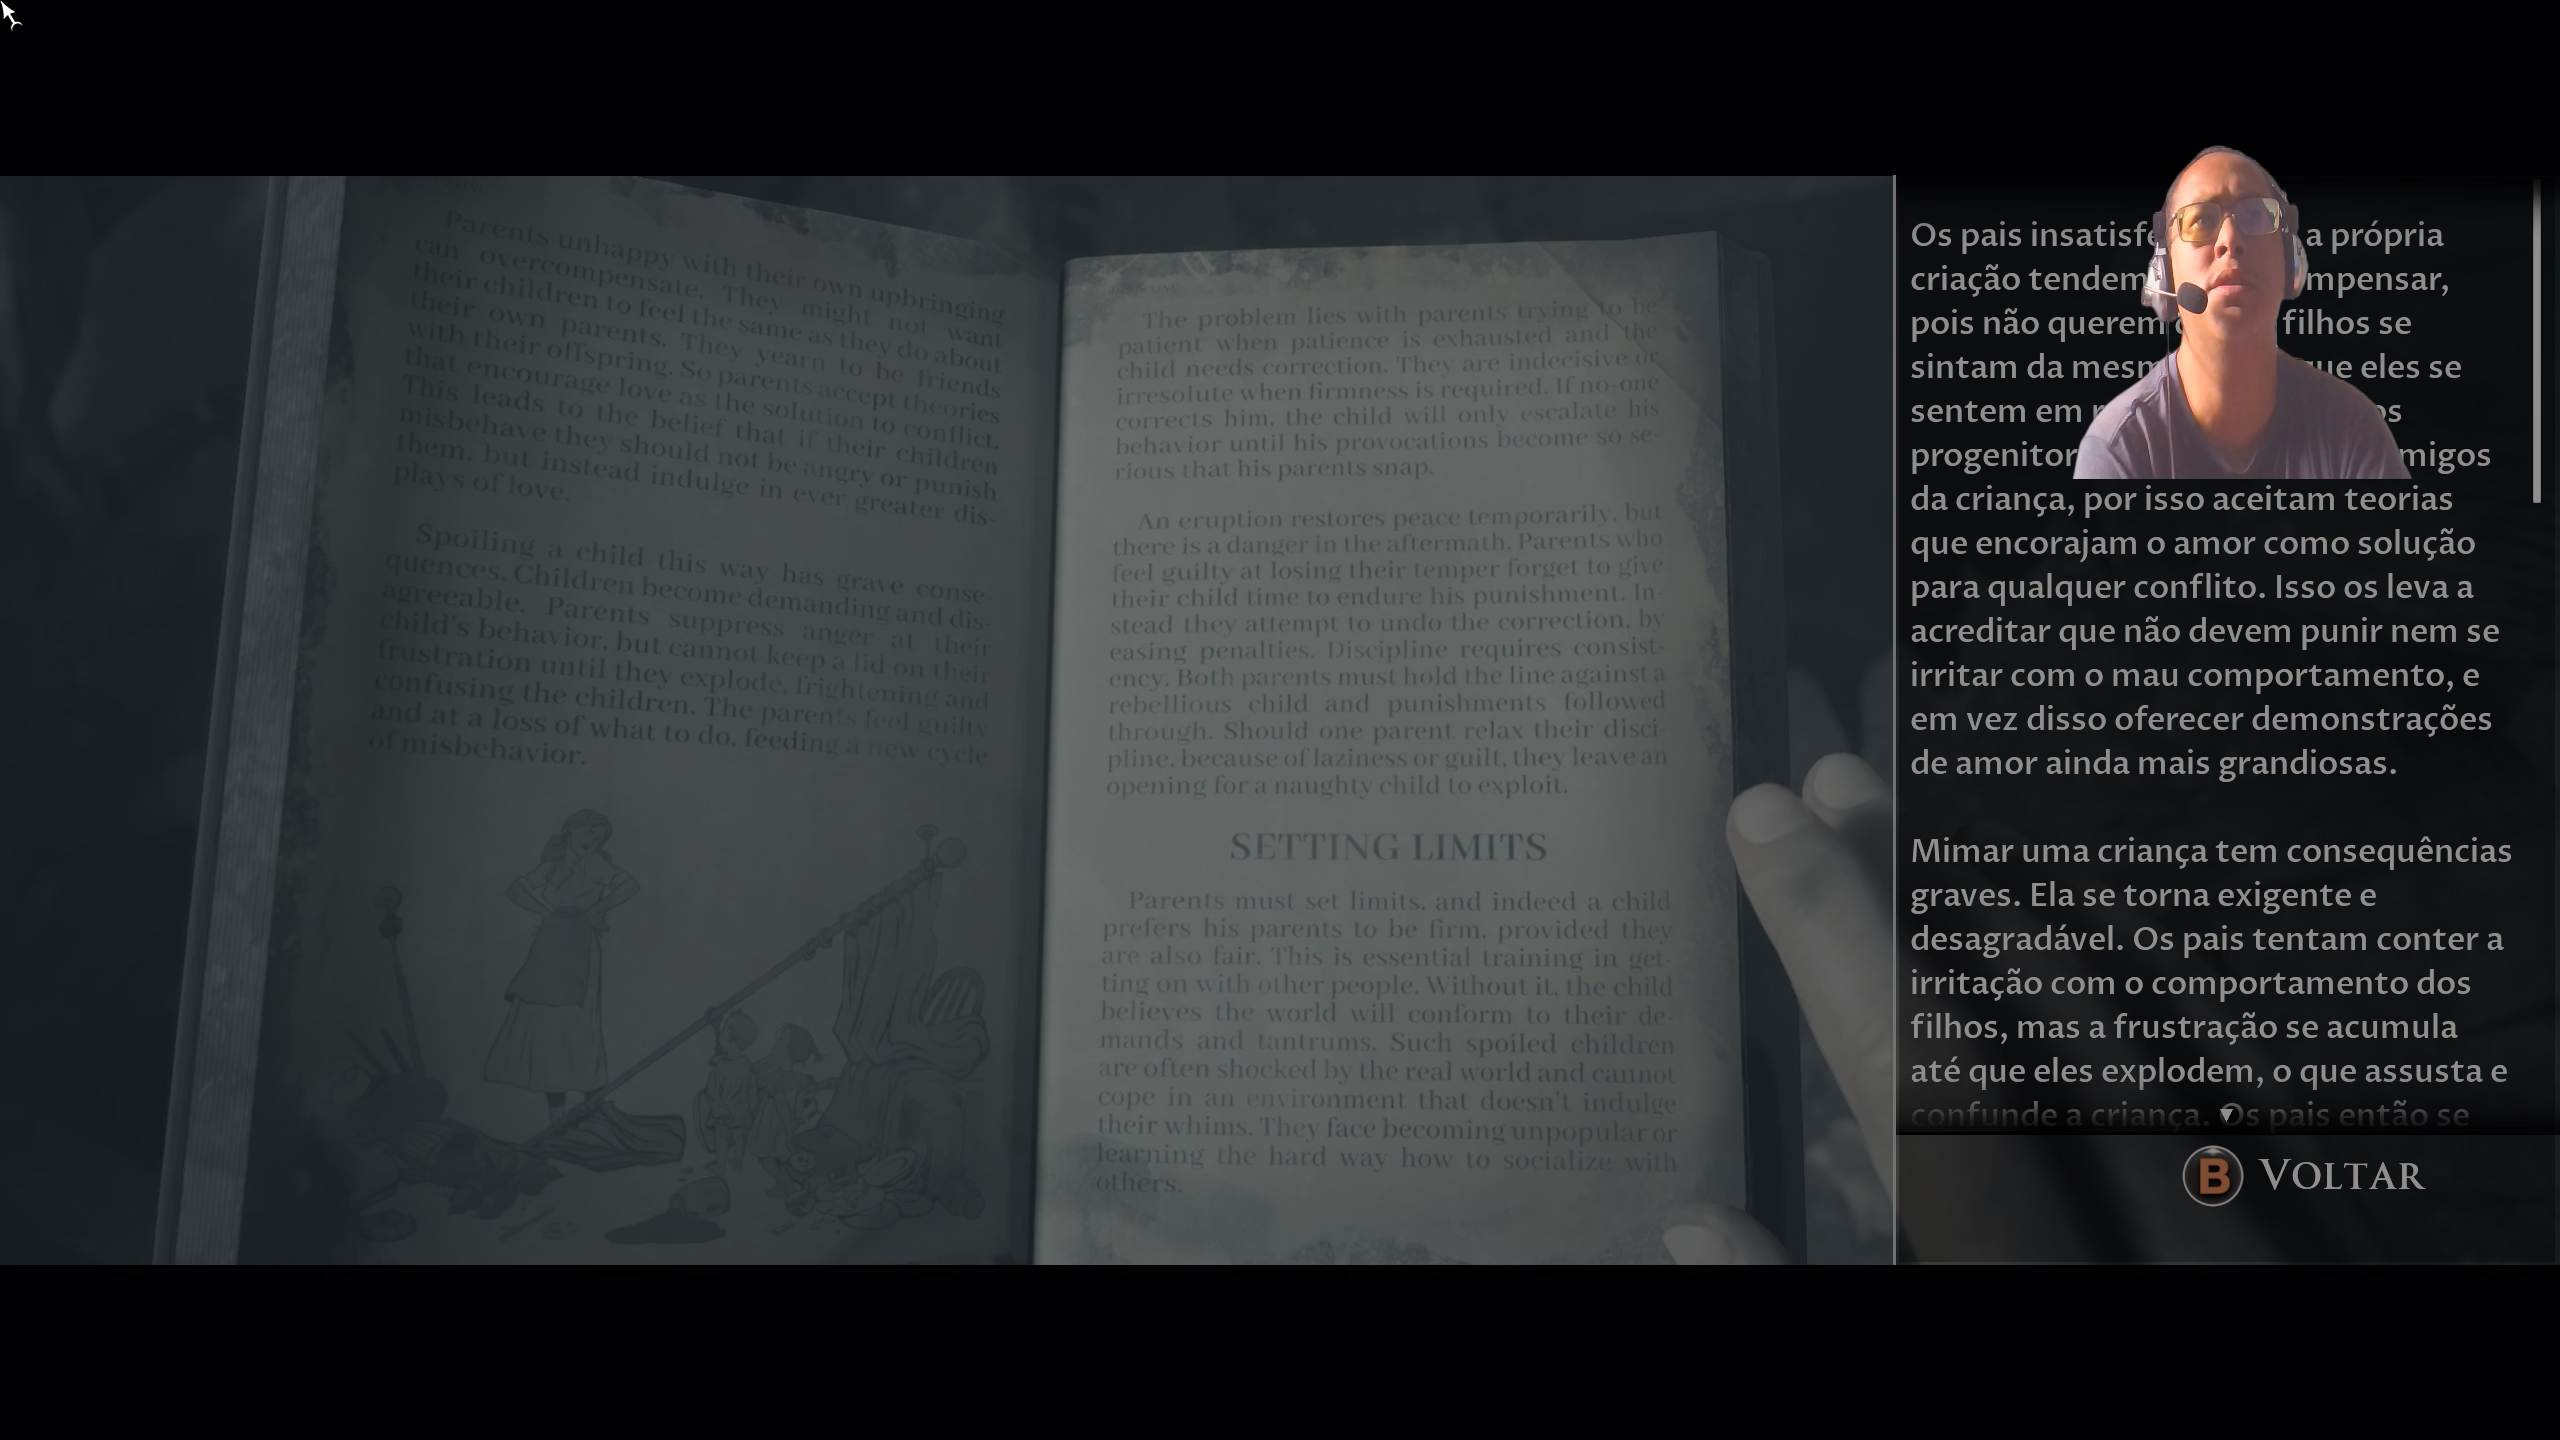 Parents unhappy with their own upbringing
can overcompensate. They might not want
their children to feel the same as they do about
their own parents. They yearn to be friends
with their offspring. So parents accept theories
that encourage love as the solution to conflict.
This leads to the belief that if their children
misbehave they should not be angry or punish
them, but instead indulge in ever greater dis-
plays of love.
Spoiling a child this way has grave conse-
quences. Children become demanding and dis-
agreeable. Parents suppress anger at their
child's behavior, but cannot keep a lid on their
frustration until they explode, frightening and
confusing the children. The parents feel guilty
and at a loss of what to do, feeding a new cycle
of misbehavior.
The problem lies with parents trying to be
patient when patience is exhausted and the
child needs correction. They are indecisive or
irresolute when firmness is required. If no-one
corrects him, the child will only escalate his
behavior until his provocations become so se-
rious that his parents snap.
An eruption restores peace temporarily, but
there is a danger in the aftermath. Parents who
feel guilty at losing their temper forget to give
their child time to endure his punishment. In-
stead they attempt to undo the correction, by
easing penalties. Discipline requires consist-
ency. Both parents must hold the line against a
rebellious child and punishments followed
through. Should one parent relax their disci-
pline, because of laziness or guilt, they leave an
opening for a naughty child to exploit.
SETTING LIMITS
Parents must set limits, and indeed a child
prefers his parents to be firm, provided they
are also fair. This is essential training in get-
ting on with other people. Without it, the child
believes the world will conform to their de-
mands and tantrums. Such spoiled children
are often shocked by the real world and cannot
cope in an environment that doesn't indulge
their whims. They face becoming unpopular or
learning the hard way how to socialize with
others.
Os pais a própria
criação tendem
pois não querem filhos se
sintam da eles se
sentem em
da criança, por isso aceitam teorias
que encorajam o amor como solução
para qualquer conflito. Isso os leva a
acreditar que não devem punir nem se
irritar com o mau comportamento, e
em vez disso oferecer demonstrações
de amor ainda mais grandiosas.
Mimar uma criança tem consequências
graves. Ela se torna exigente e
desagradável. Os pais tentam conter a
irritação com o comportamento dos
filhos, mas a frustração se acumula
até que eles explodem, o que assusta e
confunde a criança. Os pais então se
B VOLTAR